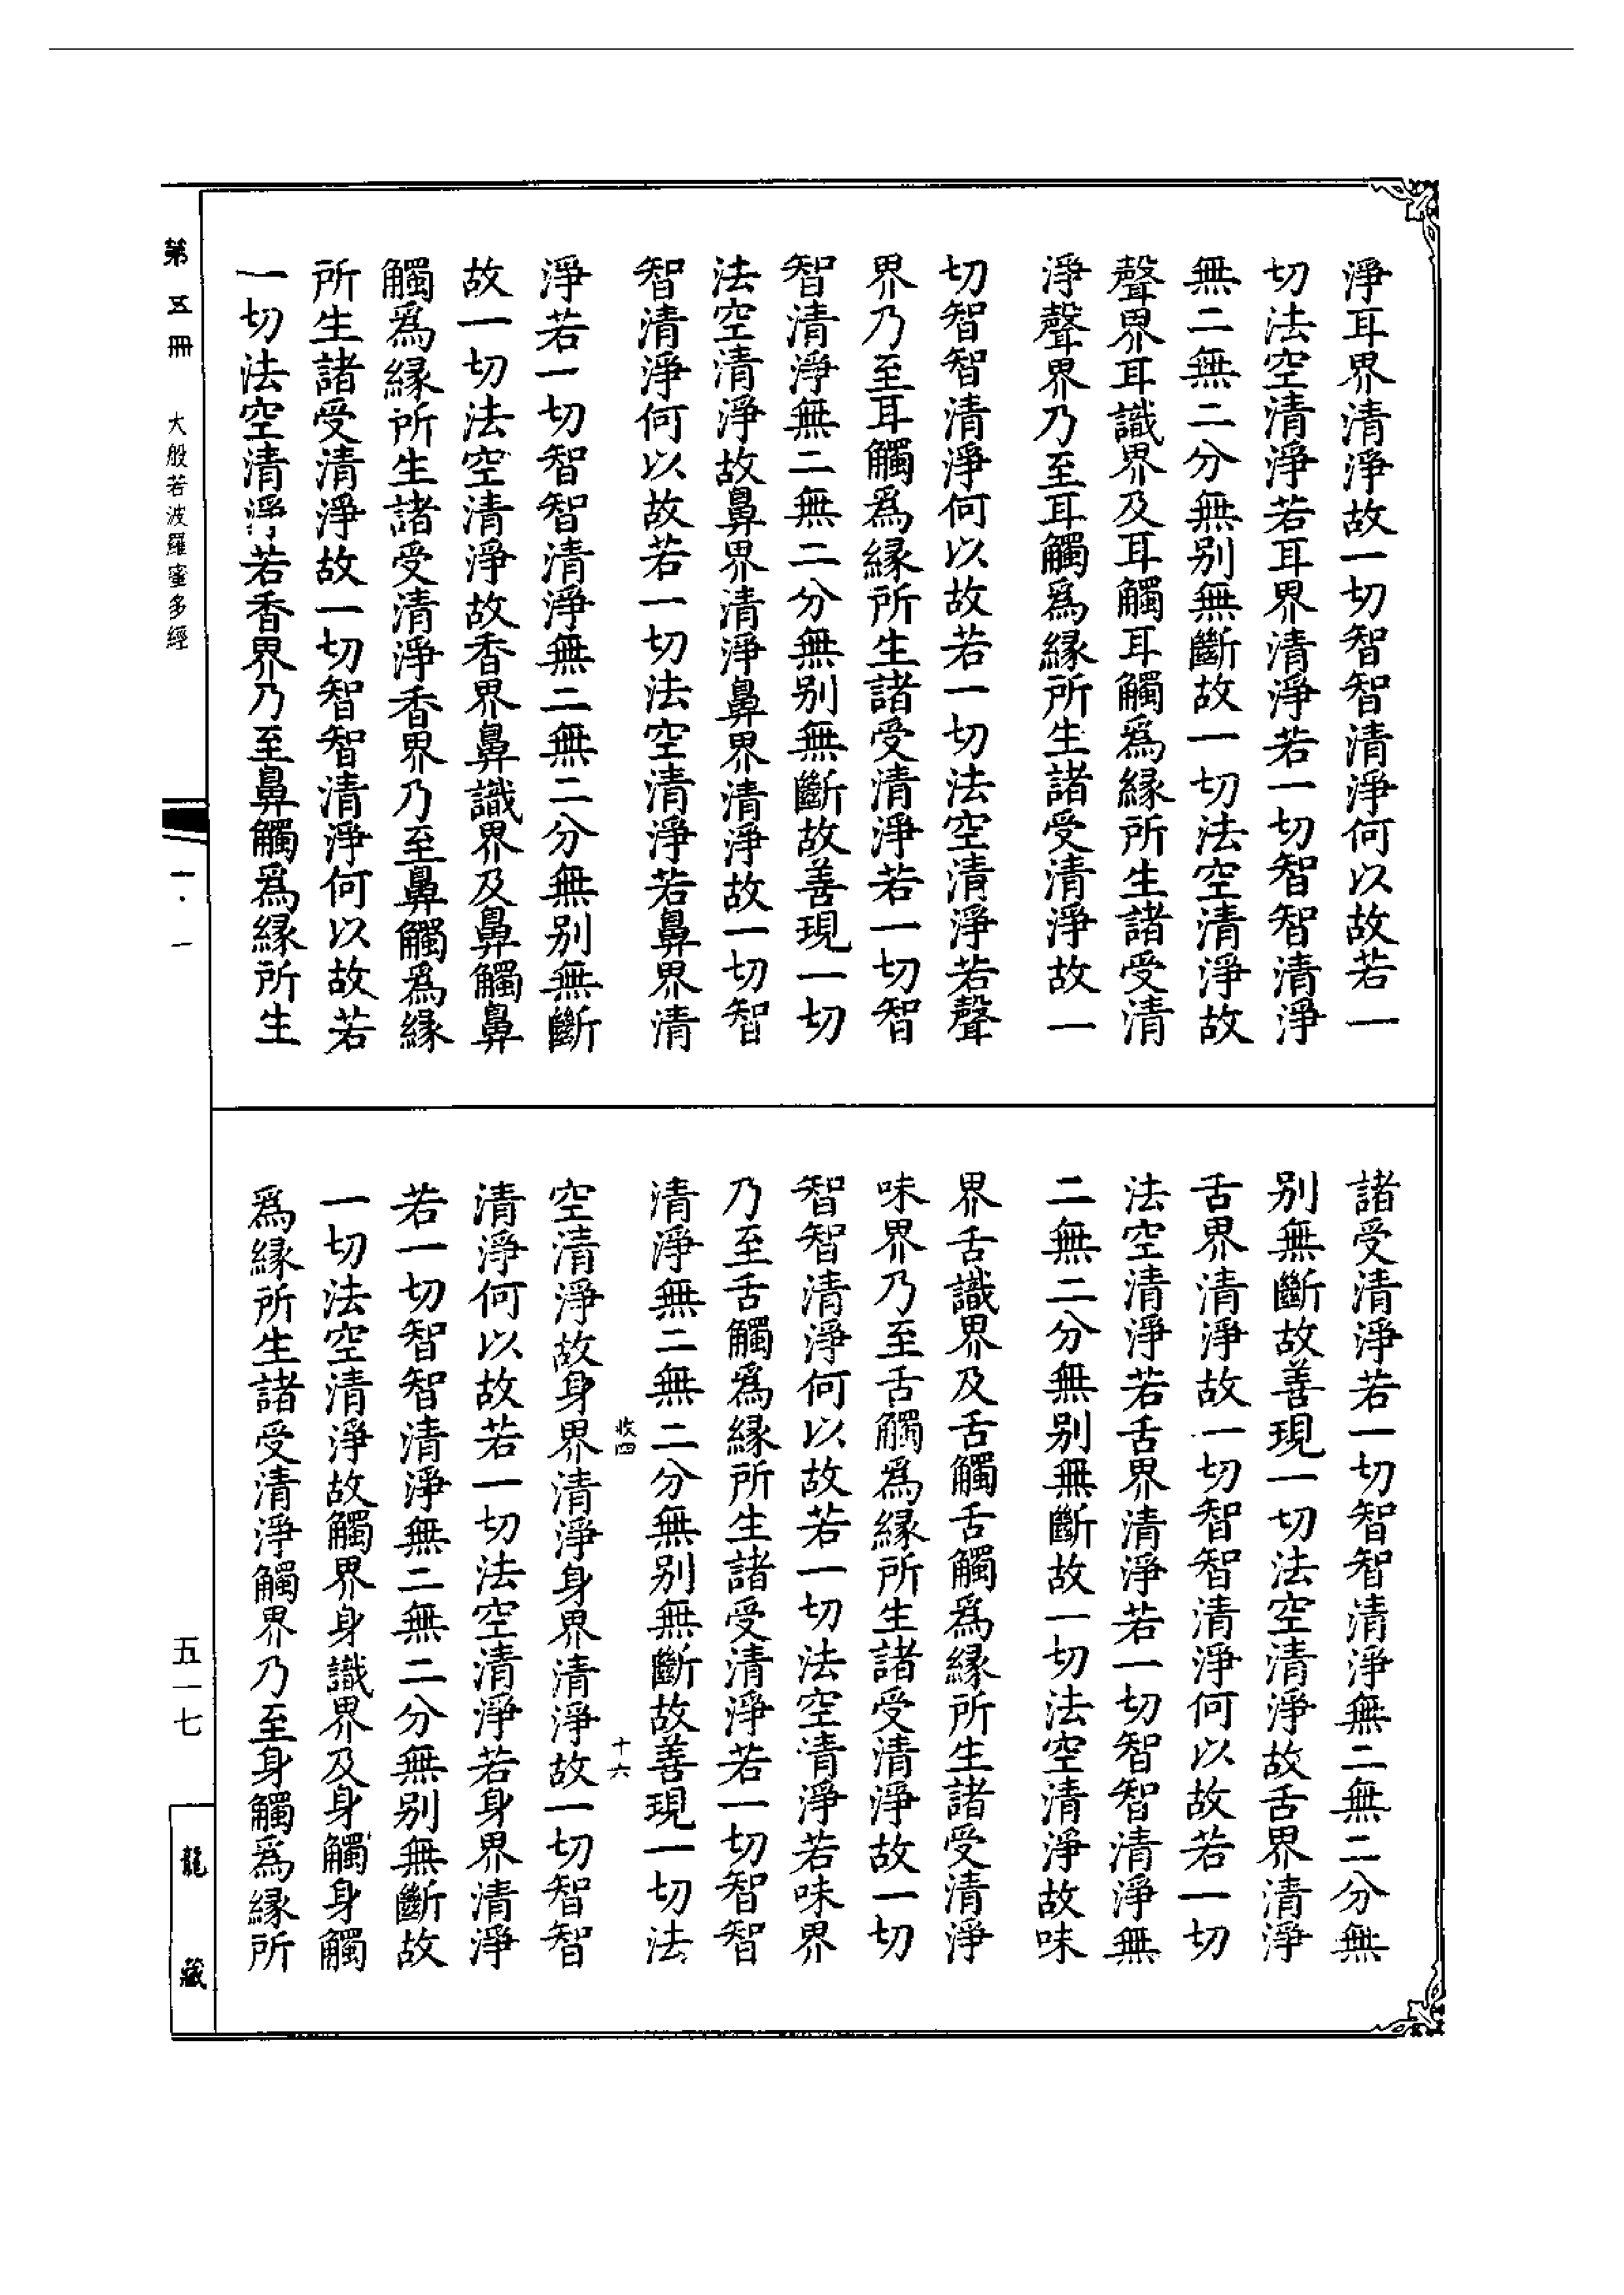 淨耳界清淨故一切智智清淨何以故若一
切法空清淨若耳界清淨若一切智智清淨
無二無二分無别無斷故一切法空清淨故
聲界耳識界及耳觸耳觸爲縁所生諸受清
淨聲界乃至耳觸爲縁所生諸受清淨故一
切智智清淨何以故若一切法空清淨若聲
界乃至耳觸爲縁所生諸受清淨若一切智
智清淨無二無二分無别無斷故善現一切
法空清淨故鼻界清淨鼻界清淨故一切智
智清淨何以故若一切法空清淨若鼻界清
淨若一切智智清淨無二無二分無别無斷
故一切法空清淨故香界鼻識界及鼻觸鼻
觸爲縁所生諸受清淨香界乃至鼻觸爲縁
所生諸受清淨故一切智智清淨何以故若
一切法空清淨若香界乃至鼻觸爲縁所生
諸受清淨若一切智智清淨無二無二分無
别無斷故善現一切法空清淨故舌界清淨
舌界清淨故一切智智清淨何以故若一切
法空清淨若舌界清淨若一切智智清淨無
二無二分無别無斷故一切法空清淨故味
界舌識界及舌觸舌觸爲縁所生諸受清淨
味界乃至舌觸爲縁所生諸受清淨故一切
智智清淨何以故若一切法空清淨若味界
乃至舌觸爲縁所生諸受清淨若一切智智
清淨無二無二分無别無斷故善現一切法
收四 十六
空清淨故身界清淨身界清淨故一切智智
清淨何以故若一切法空清淨若身界清淨
若一切智智清淨無二無二分無别無斷故
一切法空清淨故觸界身識界及身觸身觸
爲縁所生諸受清淨觸界乃至身觸爲縁所
第五冊 大般若波羅蜜多經 一·一
五一七 龍藏